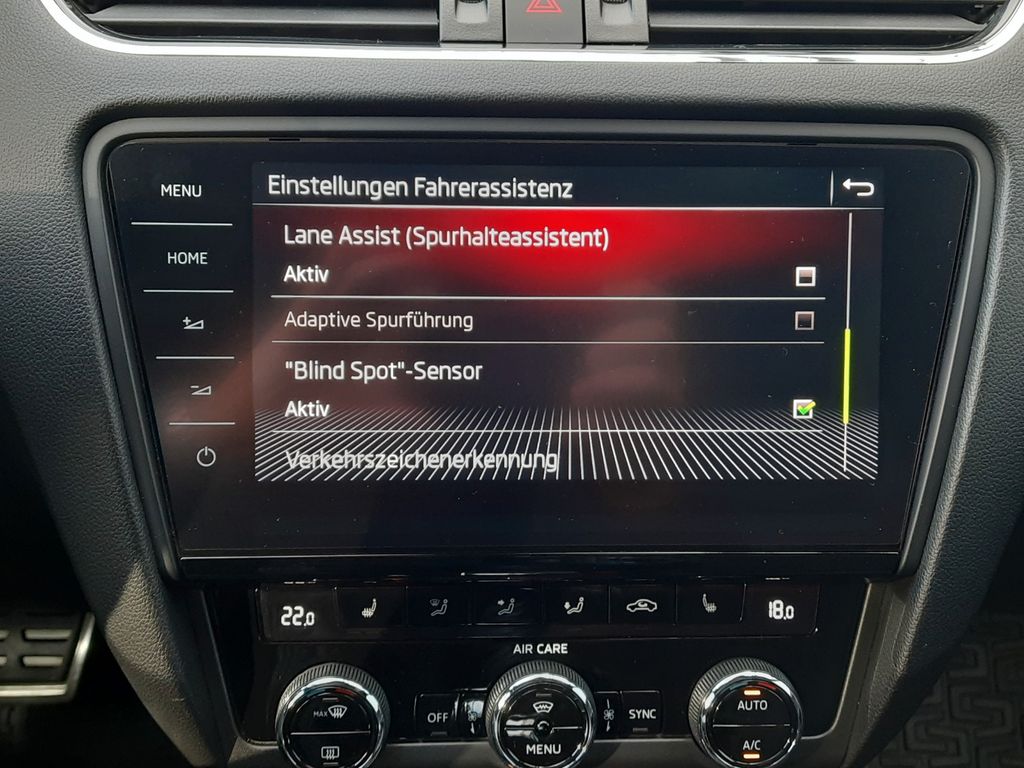 MENU
Einstellungen Fahrerassistenz
Lane Assist (Spurhalteassistent)
HOME
Aktiv
Adaptive Spurführung
"Blind Spot"-Sensor
Aktiv
Verkehrszeichenerkennung
22.0
18.0
AIR CARE
MAX
OFF
SYNC
AUTO
MENU
A/C